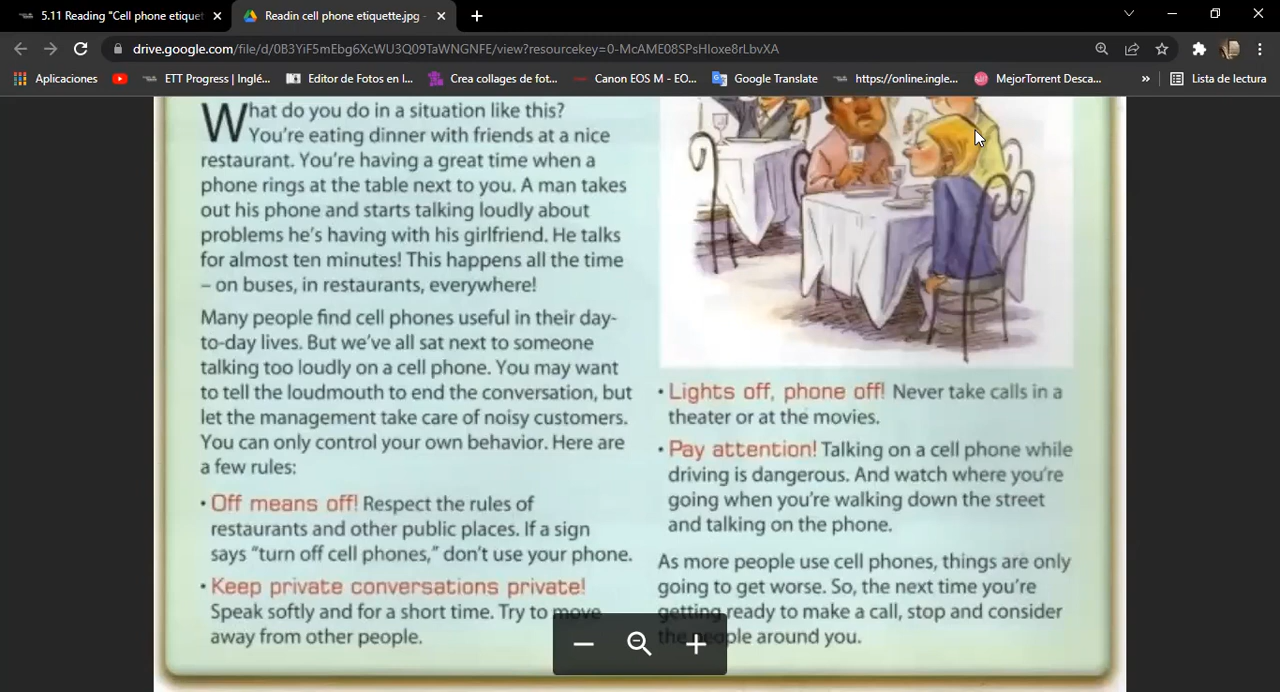 5.11 Reading "Cell phone etiquet
Readin cell phone etiquette.jpg -
drive.google.com/file/d/0B3YiF5mEbg6XcWU3Q09TaWNGNFE/view?resourcekey=0-McAME08SPsHloxe8rLbvXA
Aplicaciones
ETT Progress | Inglé...
Editor de Fotos en l...
Crea collages de fot...
Canon EOS M - EO...
Google Translate
https://online.ingle...
MejorTorrent Desca...
»
Lista de lectura
What do you do in a situation like this?
You're eating dinner with friends at a nice
restaurant. You're having a great time when a
phone rings at the table next to you. A man takes
out his phone and starts talking loudly about
problems he's having with his girlfriend. He talks
for almost ten minutes! This happens all the time
– on buses, in restaurants, everywhere!
Many people find cell phones useful in their day-
to-day lives. But we've all sat next to someone
talking too loudly on a cell phone. You may want
to tell the loudmouth to end the conversation, but
let the management take care of noisy customers.
You can only control your own behavior. Here are
a few rules:
• Off means off! Respect the rules of
restaurants and other public places. If a sign
says "turn off cell phones," don't use your phone.
• Keep private conversations private!
Speak softly and for a short time. Try to move
away from other people.
• Lights off, phone off! Never take calls in a
theater or at the movies.
• Pay attention! Talking on a cell phone while
driving is dangerous. And watch where you're
going when you're walking down the street
and talking on the phone.
As more people use cell phones, things are only
going to get worse. So, the next time you're
getting ready to make a call, stop and consider
the people around you.